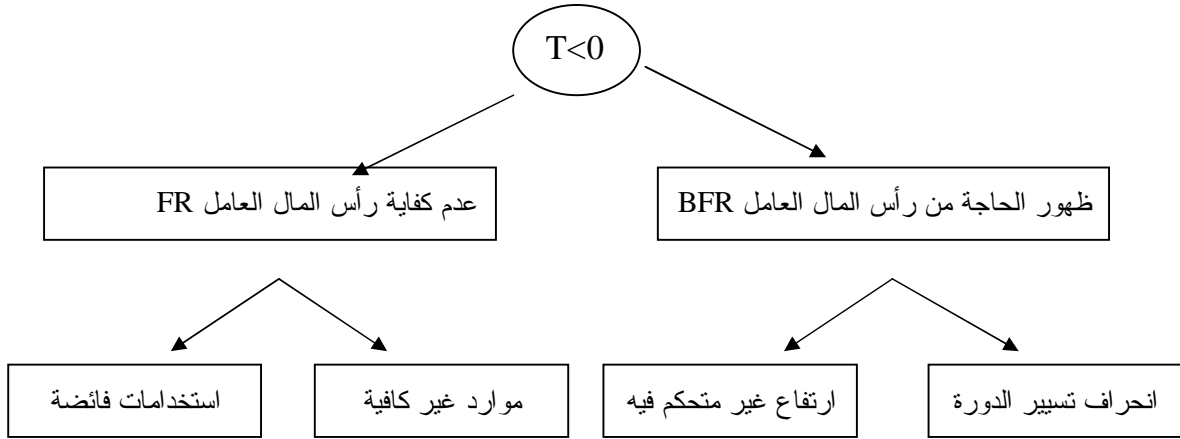 T<0
ظهور الحاجة من رأس المال العامل BFR
عدم كفاية رأس المال العامل FR
انحراف تسيير الدورة
ارتفاع غير متحكم فيه
موارد غير كافية
استخدامات فائضة